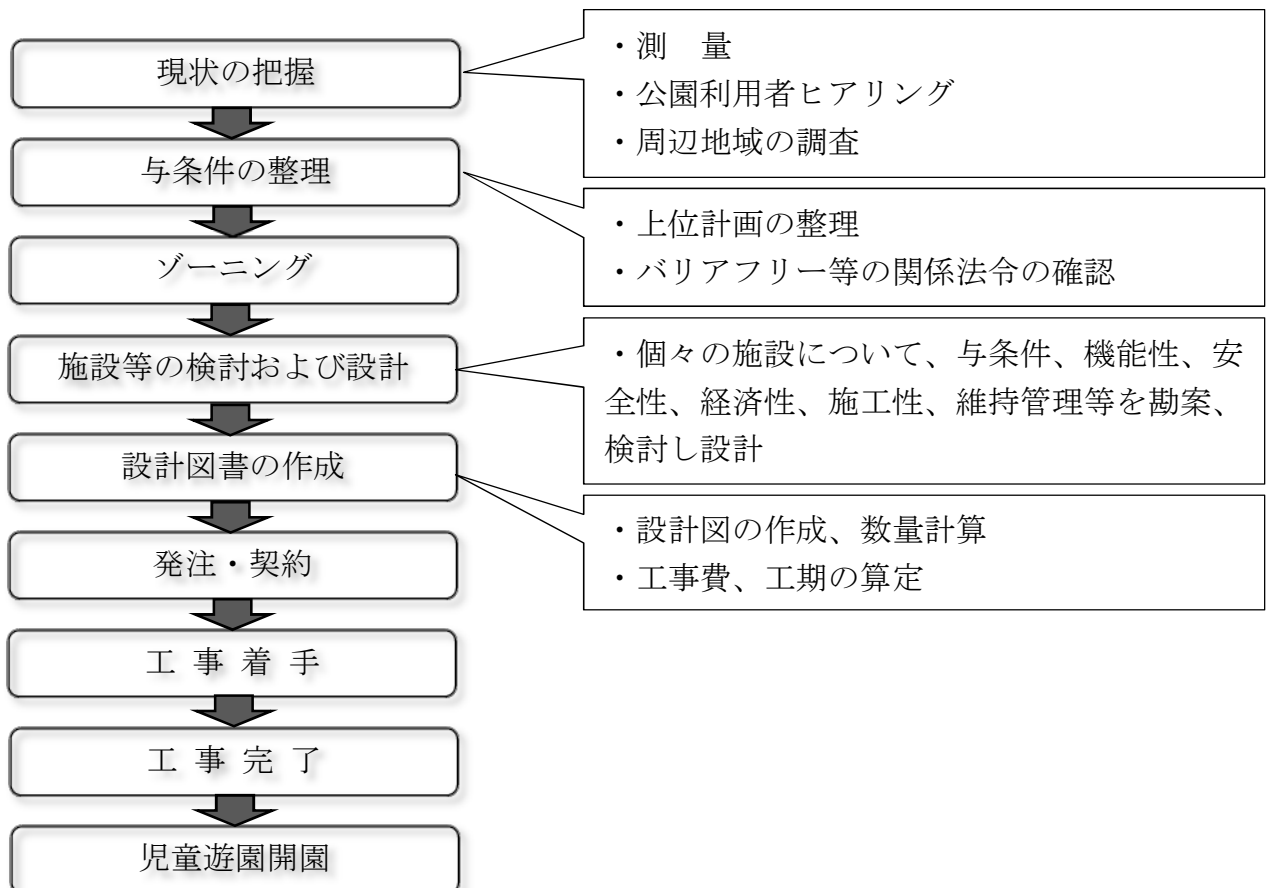 現状の把握
・測　量
・公園利用者ヒアリング
・周辺地域の調査
与条件の整理
・上位計画の整理
・バリアフリー等の関係法令の確認
ゾーニング
施設等の検討および設計
・個々の施設について、与条件、機能性、安
全性、経済性、施工性、維持管理等を勘案、
検討し設計
設計図書の作成
・設計図の作成、数量計算
・工事費、工期の算定
発注・契約
工 事 着 手
工 事 完 了
児童遊園開園